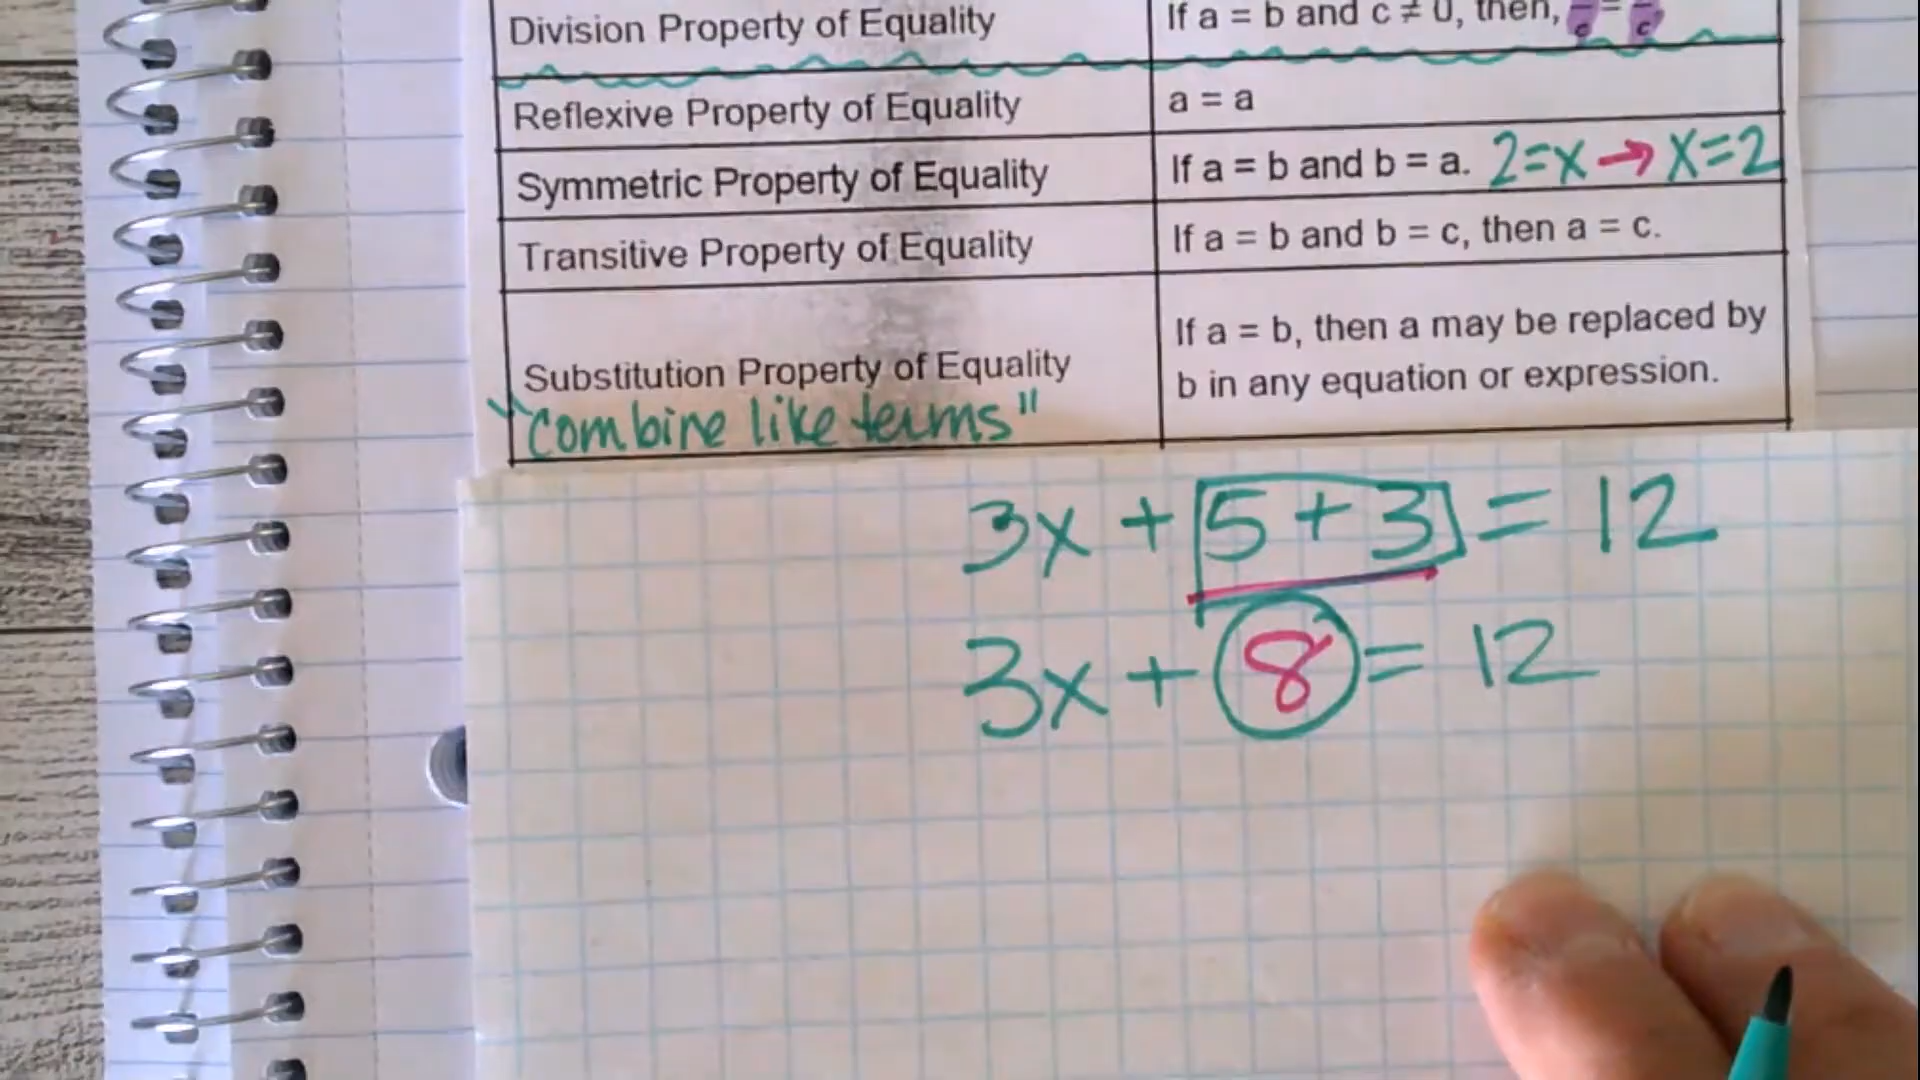 Division Property of Equality
If a = b and c ≠ 0, then, — = —
c c
Reflexive Property of Equality
a = a
Symmetric Property of Equality
If a = b and b = a. 2=x → x=2
Transitive Property of Equality
If a = b and b = c, then a = c.
Substitution Property of Equality
"combine like terms"
If a = b, then a may be replaced by
b in any equation or expression.
3x + 5 + 3 = 12
3x + 8 = 12